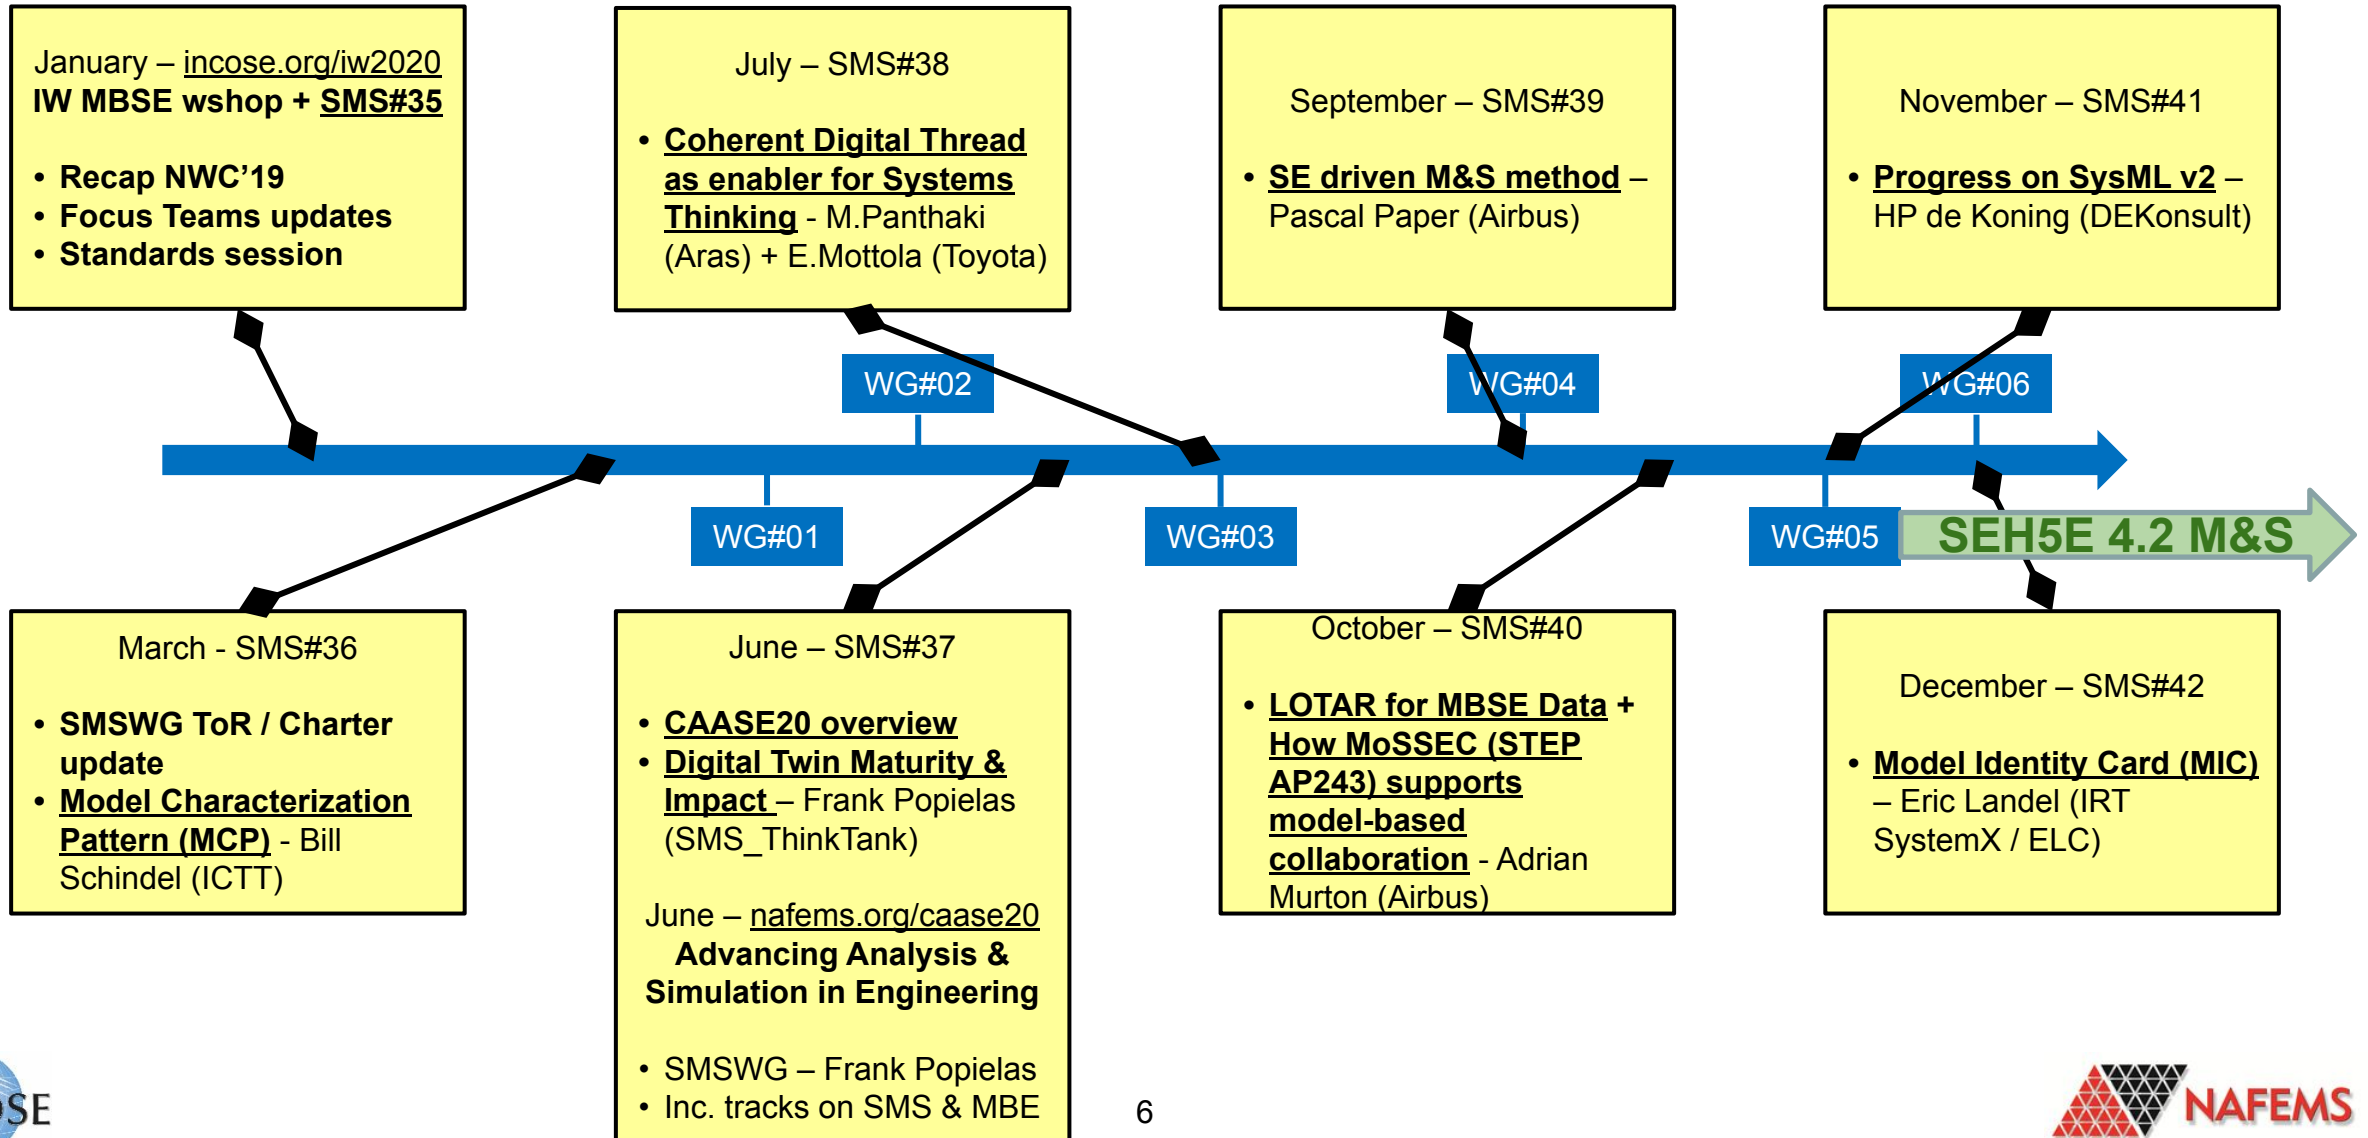 January – incose.org/iw2020
IW MBSE wshop + SMS#35
• Recap NWC’19
• Focus Teams updates
• Standards session
July – SMS#38
• Coherent Digital Thread
as enabler for Systems
Thinking - M.Panthaki
(Aras) + E.Mottola (Toyota)
September – SMS#39
• SE driven M&S method –
Pascal Paper (Airbus)
November – SMS#41
• Progress on SysML v2 –
HP de Koning (DEKonsult)
WG#02
WG#04
WG#06
WG#01
WG#03
WG#05
SEH5E 4.2 M&S
March - SMS#36
• SMSWG ToR / Charter
update
• Model Characterization
Pattern (MCP) - Bill
Schindel (ICTT)
June – SMS#37
• CAASE20 overview
• Digital Twin Maturity &
Impact – Frank Popielas
(SMS_ThinkTank)
June – nafems.org/caase20
Advancing Analysis &
Simulation in Engineering
• SMSWG – Frank Popielas
• Inc. tracks on SMS & MBE
October – SMS#40
• LOTAR for MBSE Data +
How MoSSEC (STEP
AP243) supports
model-based
collaboration - Adrian
Murton (Airbus)
December – SMS#42
• Model Identity Card (MIC)
– Eric Landel (IRT
SystemX / ELC)
OSE
6
NAFEMS